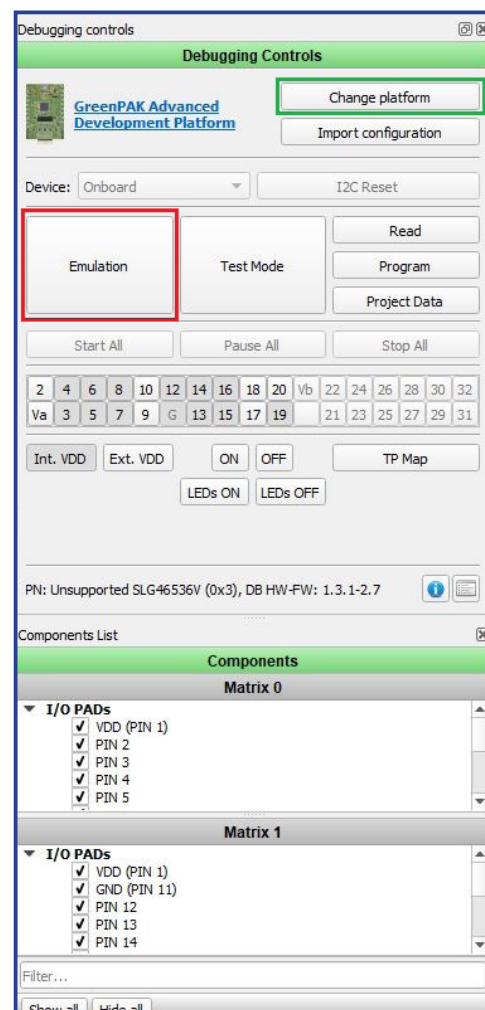 Debugging controls
Debugging Controls
GreenPAK Advanced
Development Platform
Change platform
Import configuration
Device: Onboard
I2C Reset
Emulation
Test Mode
Read
Program
Project Data
Start All
Pause All
Stop All
2 4 6 8 10 12 14 16 18 20 Vb 22 24 26 28 30 32
Va 3 5 7 9 G 13 15 17 19 21 23 25 27 29 31
Int. VDD Ext. VDD ON OFF TP Map
LEDs ON LEDs OFF
PN: Unsupported SLG46536V (0x3), DB HW-FW: 1.3.1-2.7
Components List
Components
Matrix 0
I/O PADs
VDD (PIN 1)
PIN 2
PIN 3
PIN 4
PIN 5
Matrix 1
I/O PADs
VDD (PIN 1)
GND (PIN 11)
PIN 12
PIN 13
PIN 14
Filter...
Show all Hide all